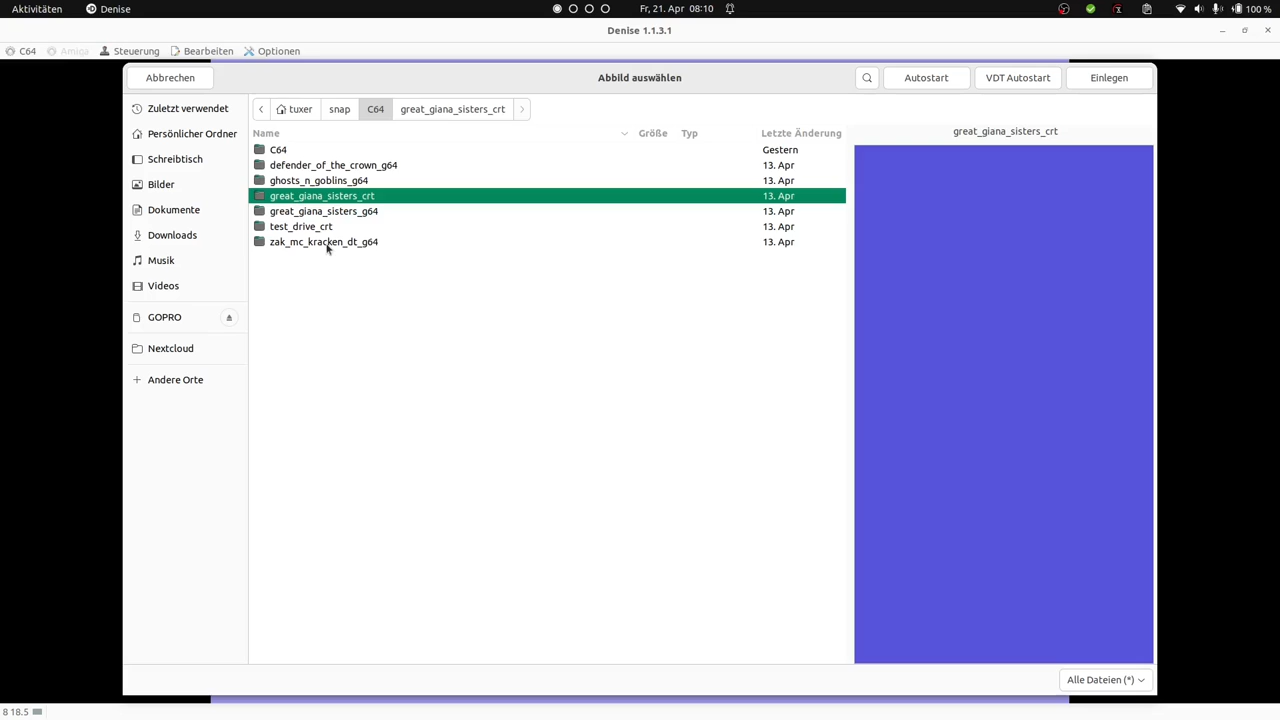 Aktivitäten Denise Fr, 21. Apr 08:10 100 %
Denise 1.1.3.1
C64 Amiga Steuerung Bearbeiten Optionen
Abbrechen Abbild auswählen Autostart VDT Autostart Einlegen
Zuletzt verwendet
Persönlicher Ordner
Schreibtisch
Bilder
Dokumente
Downloads
Musik
Videos
GOPRO
Nextcloud
Andere Orte
tuxer snap C64 great_giana_sisters_crt
Name Größe Typ Letzte Änderung
C64 Gestern
defender_of_the_crown_g64 13. Apr
ghosts_n_goblins_g64 13. Apr
great_giana_sisters_crt 13. Apr
great_giana_sisters_g64 13. Apr
test_drive_crt 13. Apr
zak_mc_kracken_dt_g64 13. Apr
great_giana_sisters_crt
Alle Dateien (*)
8 18.5